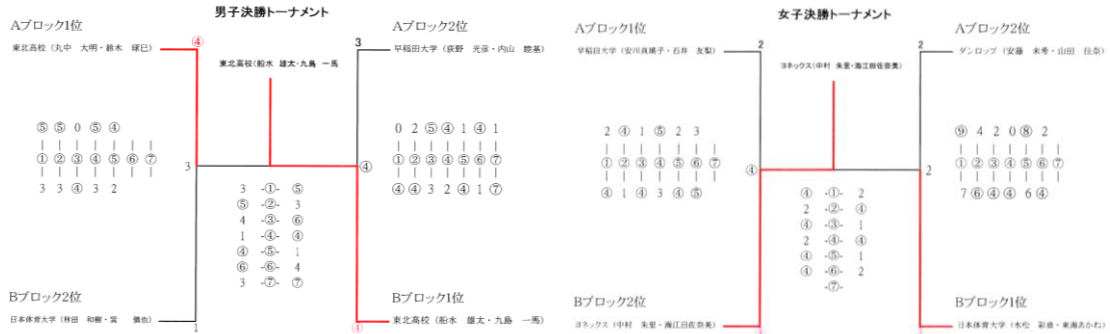 男子決勝トーナメント
Aブロック1位
東北高校（丸中　大明・鈴木　琢巳）
④
東北高校（船水　雄太・九島　一馬）
3
Aブロック2位
早稲田大学（荻野　光彦・内山　睦基）
⑤ ⑤ 0 ⑤ ④
① ② ③ ④ ⑤ ⑥ ⑦
3 3 ④ 3 2
3
④
0 2 ⑤ ④ 1 ④ 1
① ② ③ ④ ⑤ ⑥ ⑦
④ ④ 3 2 ④ 1 ⑦
3 -①- ⑤
⑤ -②- 3
4 -③- ⑥
1 -④- ④
④ -⑤- 1
⑥ -⑥- 4
3 -⑦- ⑦
Bブロック2位
日本体育大学（林田　和樹・巽　慎也）
1
Bブロック1位
④
東北高校（船水　雄太・九島　一馬）
女子決勝トーナメント
Aブロック1位
早稲田大学（安川真璃子・石井　友梨）
2
ヨネックス（中村　朱里・海江田佐奈美）
2
Aブロック2位
ダンロップ（安藤　未希・山田　佳奈）
2 ④ 1 ⑤ 2 3
① ② ③ ④ ⑤ ⑥ ⑦
④ 1 ④ 3 ④ ⑤
④
2
⑨ 4 2 0 ⑧ 2
① ② ③ ④ ⑤ ⑥ ⑦
7 ⑥ ④ ④ 6 ④
④ -①- 2
2 -②- ④
④ -③- 1
2 -④- ④
④ -⑤- 1
④ -⑥- 2
-⑦-
Bブロック2位
ヨネックス（中村　朱里・海江田佐奈美）
④
Bブロック1位
④
日本体育大学（水松　彩意・東海あかね）